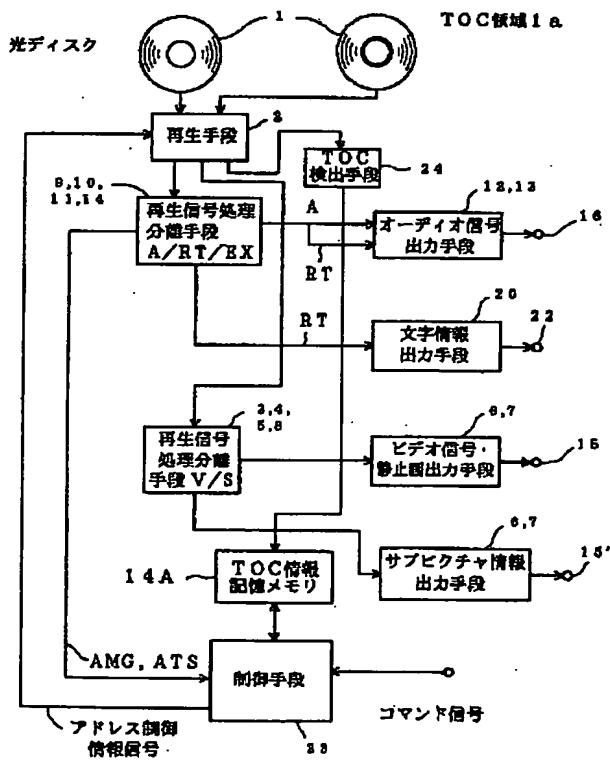 1
TOC領域1a
光ディスク
再生手段
2
TOC
検出手段
24
9,10,
11,14
再生信号処理
分離手段
A/RT/EX
A
RT
12,13
オーディオ信号
出力手段
16
RT
20
文字情報
出力手段
22
3,4,
5,8
再生信号
処理分離
手段V/S
6,7
ビデオ信号・
静止画出力手段
15
6,7
サブピクチャ情報
出力手段
15'
14A
TOC情報
記憶メモリ
AMG,ATS
制御手段
コマンド信号
アドレス制御
情報信号
23